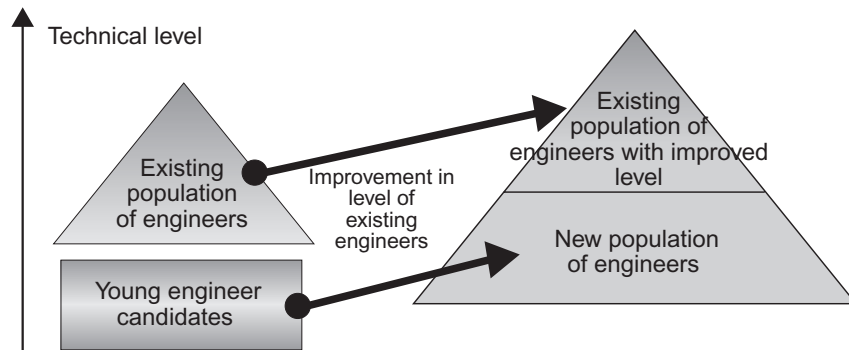 Technical level
Existing
population
of engineers
Improvement in
level of
existing
engineers
Existing
population of
engineers with improved
level
Young engineer
candidates
New population
of engineers